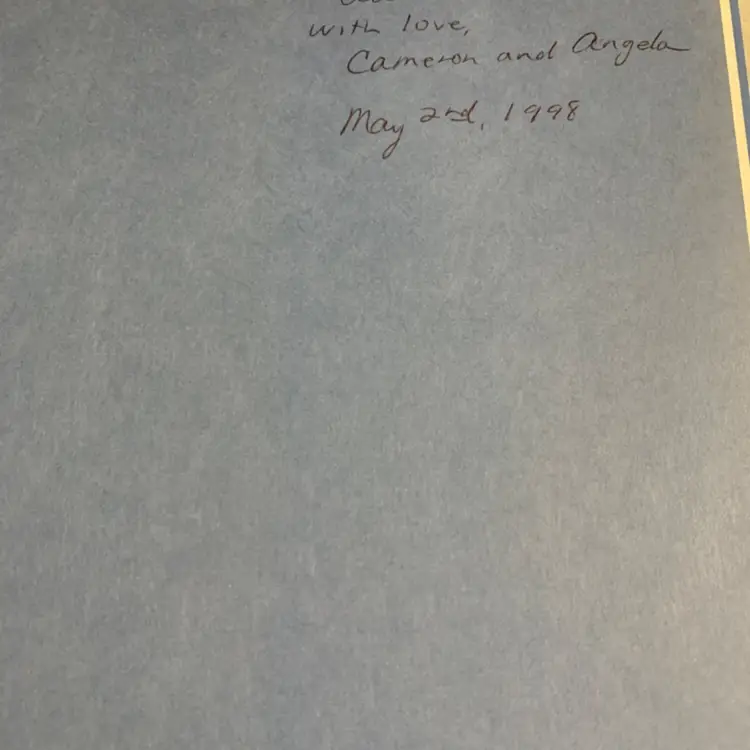 with love,
Cameron and Angela
May 2nd, 1998